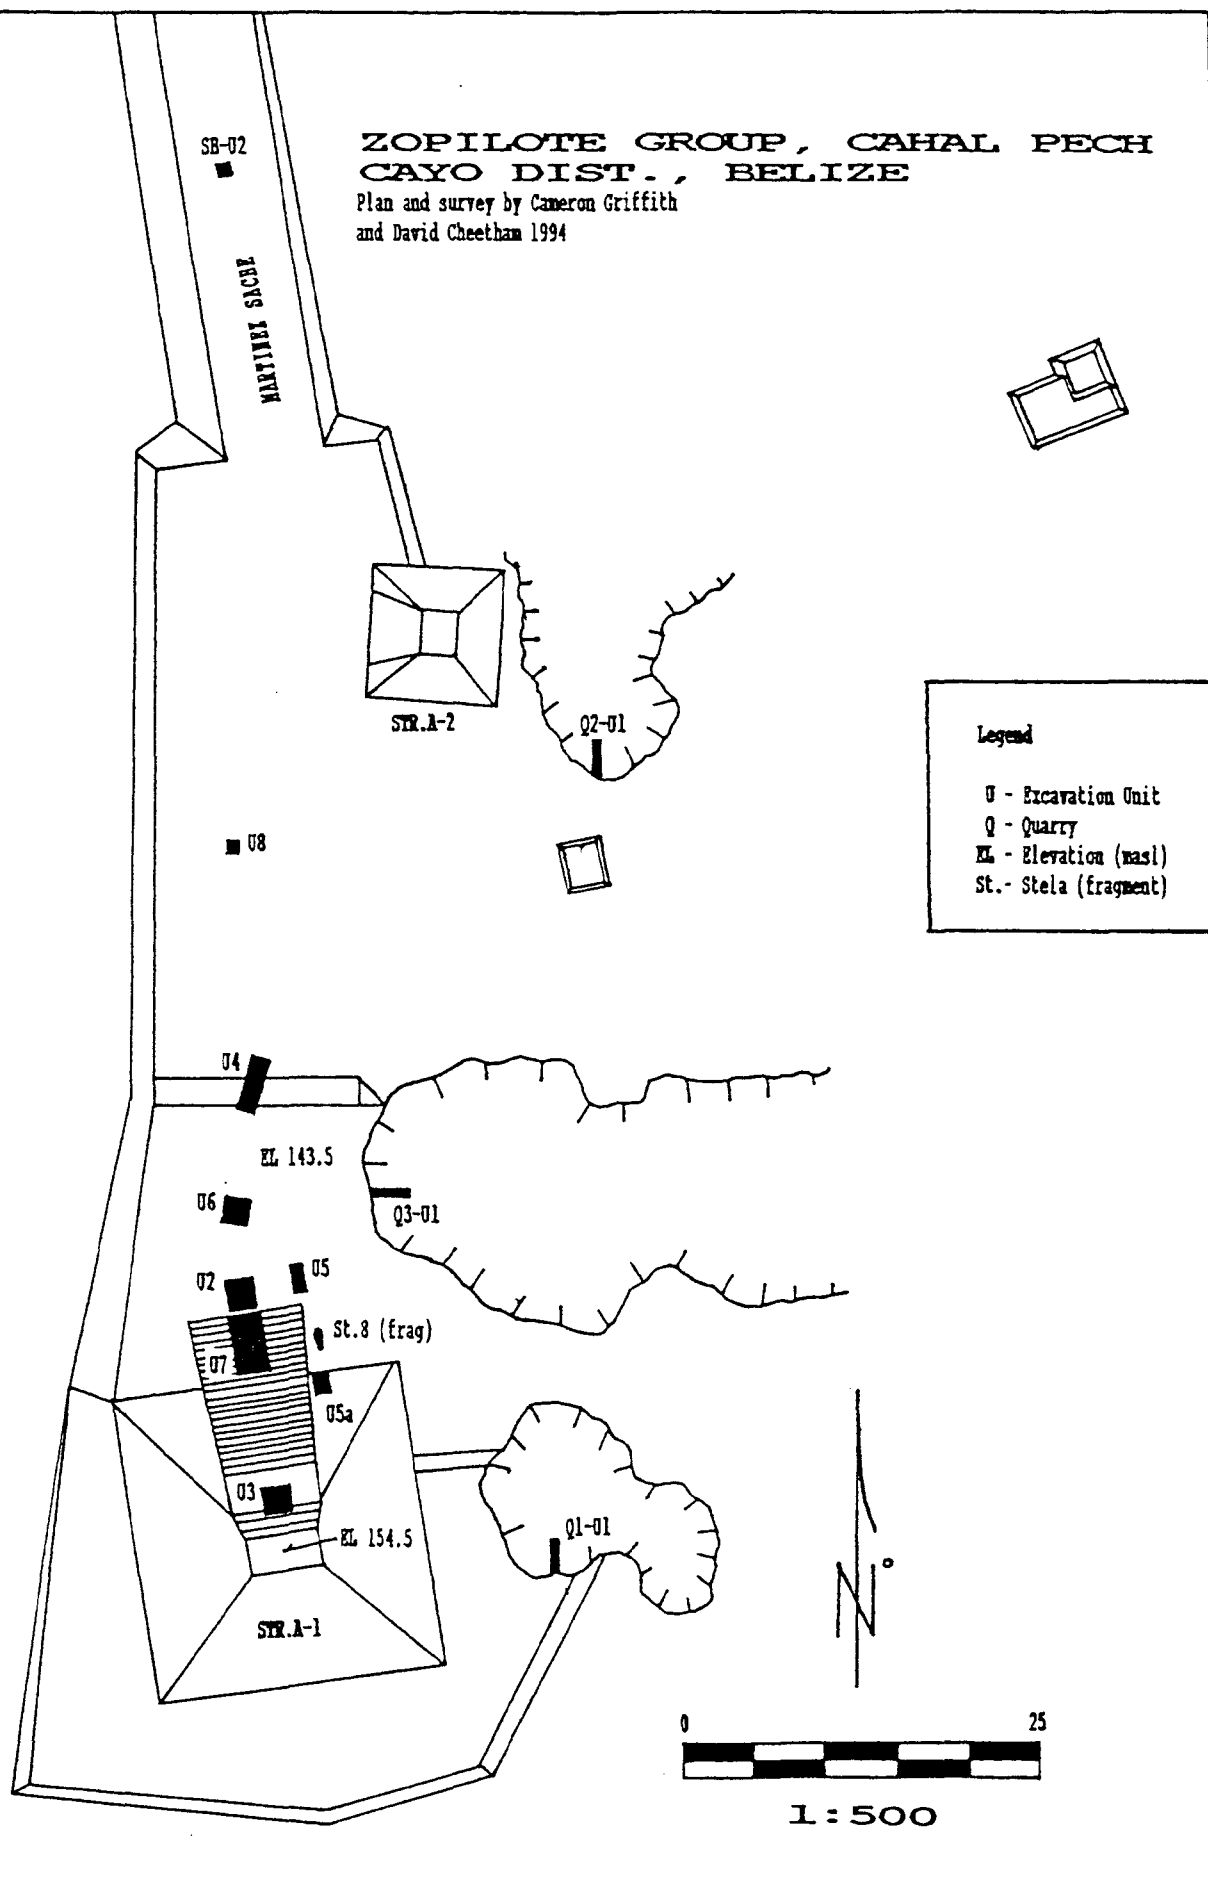 SB-U2
ZOPILOTE GROUP, CAHAL PECH
CAYO DIST., BELIZE
Plan and survey by Cameron Griffith
and David Cheetham 1994
MARTINEZ SACBE
STR.A-2
Q2-U1
Legend
U - Excavation Unit
Q - Quarry
EL - Elevation (masl)
St.- Stela (fragment)
U8
U4
EL 143.5
U6
Q3-U1
U2
U5
St.8 (frag)
U7
U5a
U3
Q1-U1
EL 154.5
STR.A-1
N°
0 25
1:500